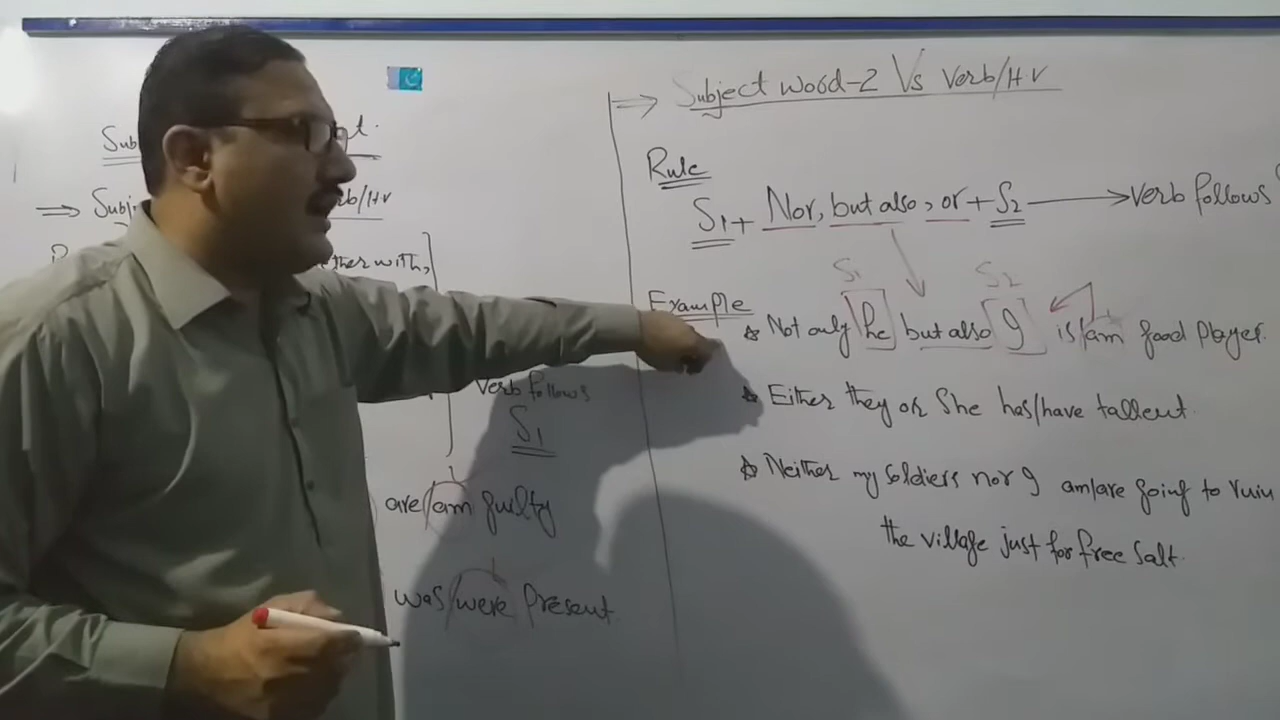 Subject Word-2 Vs Verb/H.V
Rule
S1 + Nor, but also, or + S2 → Verb follows
S1 S2
Example
☆ Not only he but also I is/am good player.
☆ Either they or She has/have tallent.
☆ Neither my Soldiers nor I am/are going to ruin
the village just for free Salt.
Sub
⇒ Subj /HV
ther with,
Verb follows
S1
are/am guilty
was/were Present.